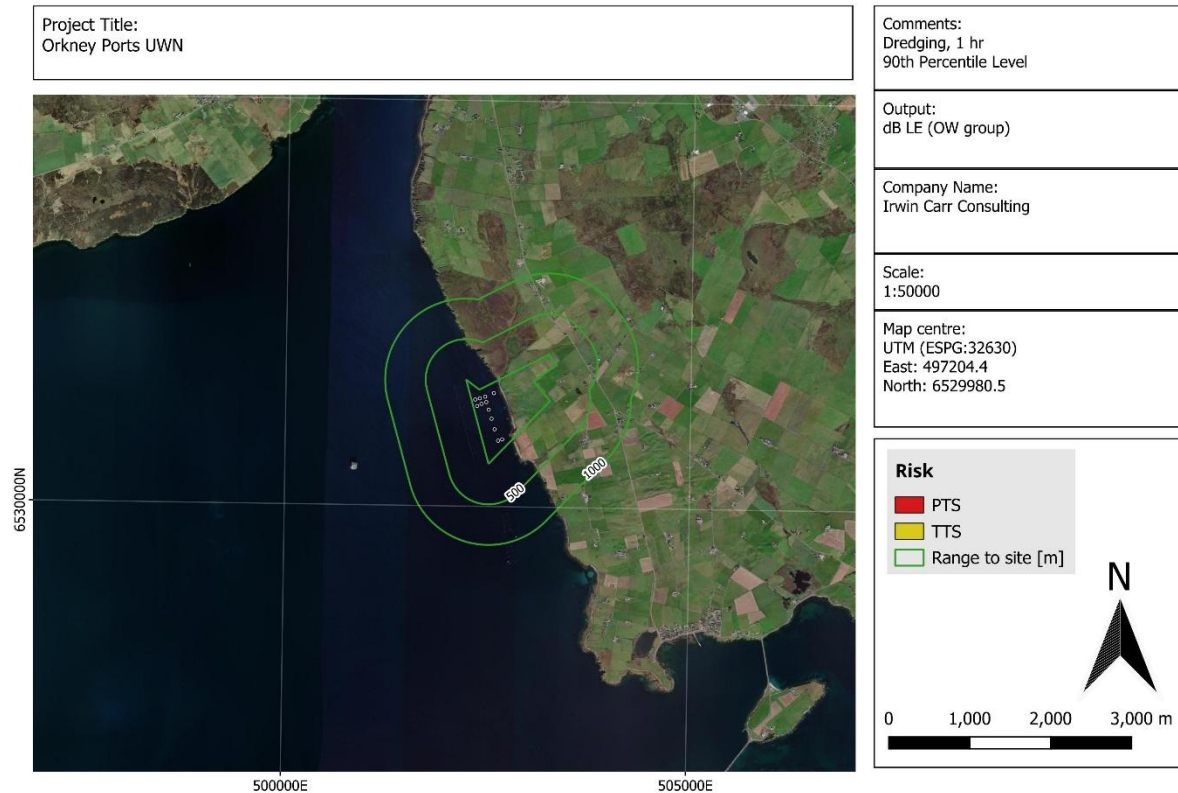 Project Title:
Orkney Ports UWN
Comments:
Dredging, 1 hr
90th Percentile Level
Output:
dB LE (OW group)
Company Name:
Irwin Carr Consulting
Scale:
1:50000
Map centre:
UTM (ESPG:32630)
East: 497204.4
North: 6529980.5
500
1000
6530000N
500000E
505000E
Risk
PTS
TTS
Range to site [m]
N
0 1,000 2,000 3,000 m